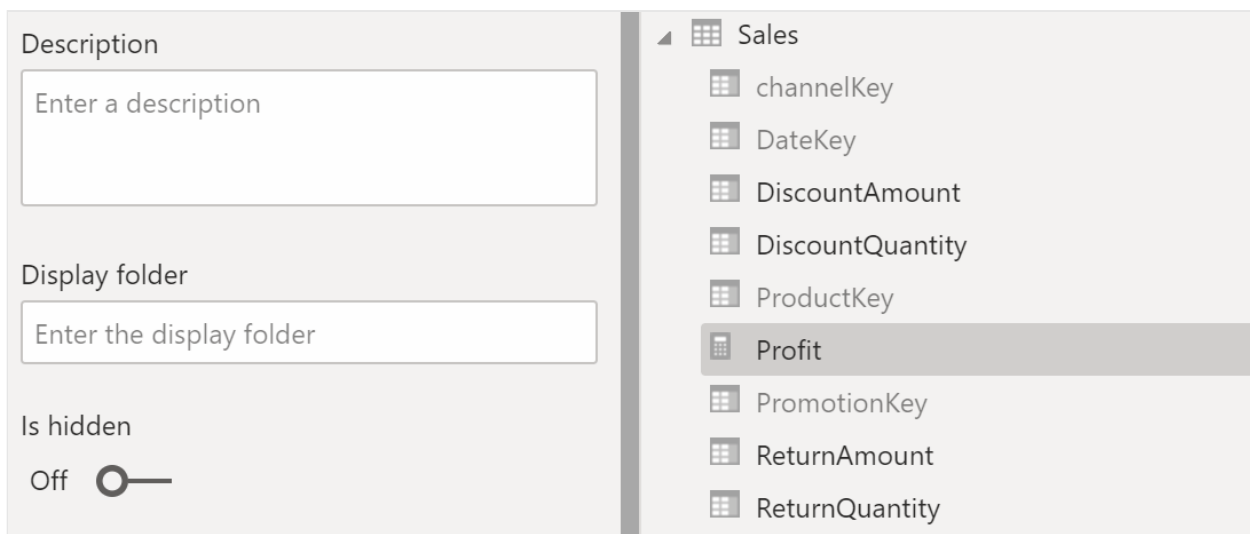 Description
Enter a description
Display folder
Enter the display folder
Is hidden
Off
Sales
channelKey
DateKey
DiscountAmount
DiscountQuantity
ProductKey
Profit
PromotionKey
ReturnAmount
ReturnQuantity